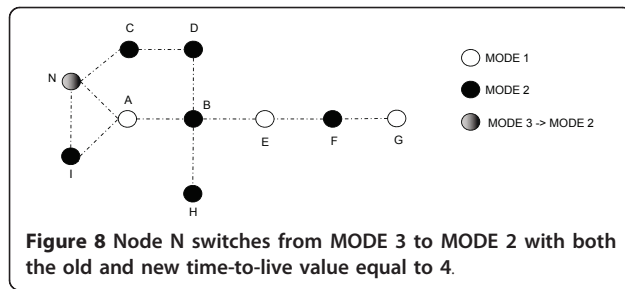 C
D
MODE 1
N
A
B
MODE 2
MODE 3 -> MODE 2
E
F
G
I
H
Figure 8 Node N switches from MODE 3 to MODE 2 with both
the old and new time-to-live value equal to 4.